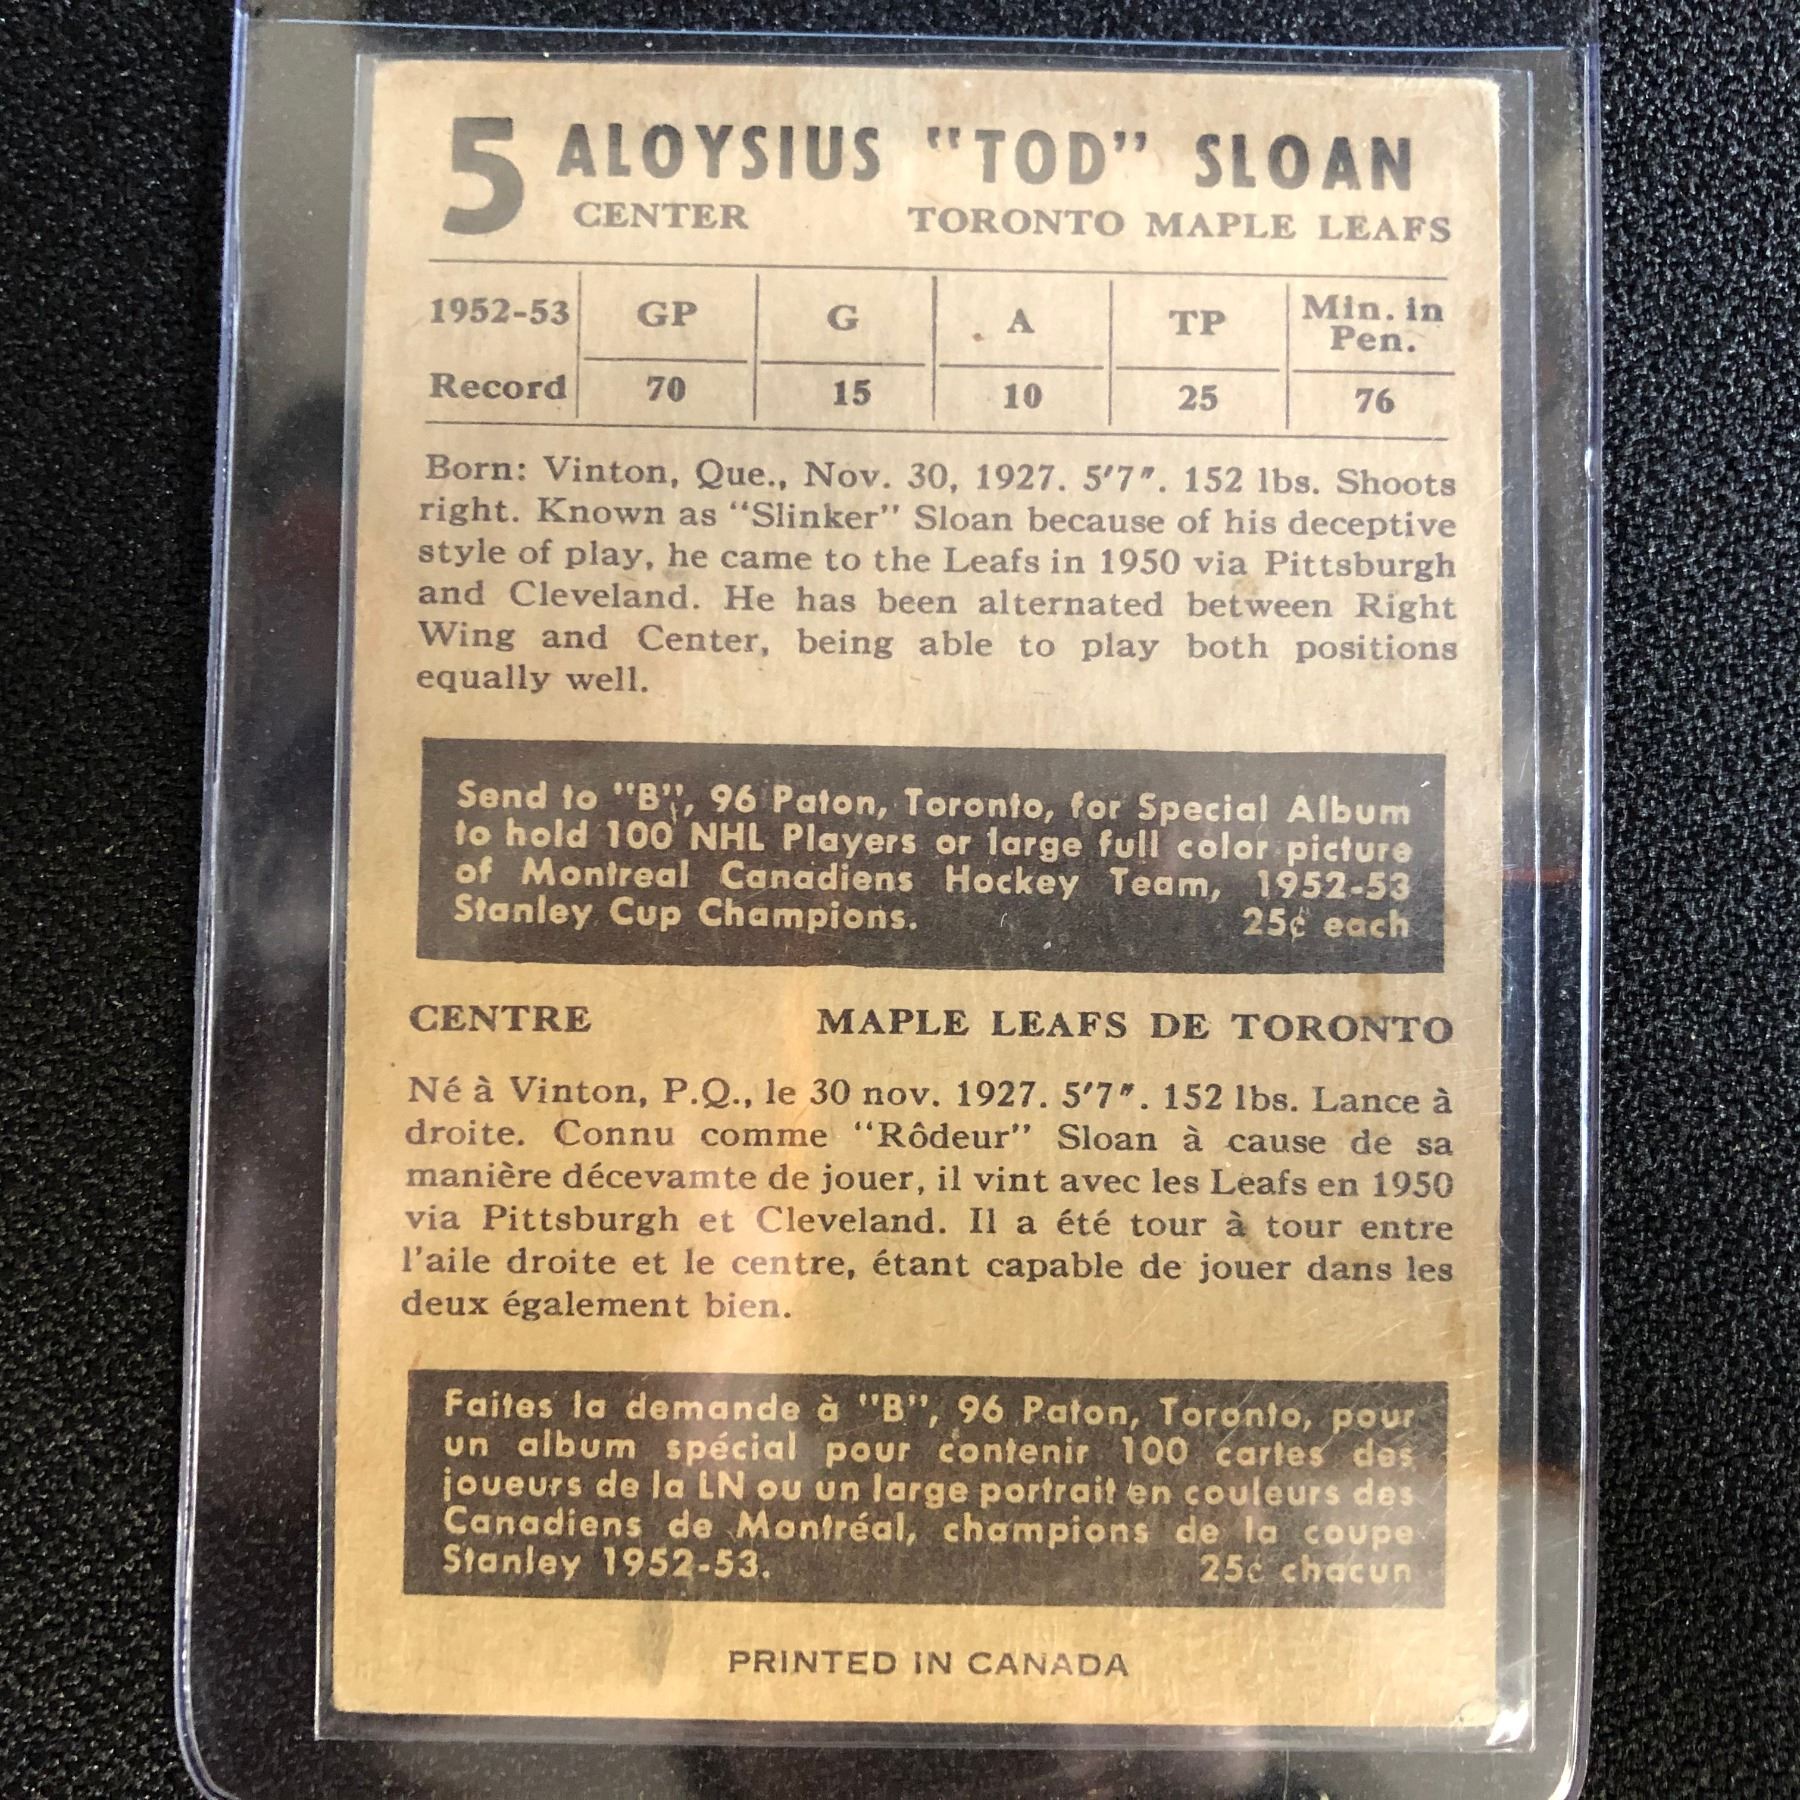 5 ALOYSIUS "TOD" SLOAN
CENTER TORONTO MAPLE LEAFS
1952-53 GP G A TP Min. in Pen.
Record 70 15 10 25 76
Born: Vinton, Que., Nov. 30, 1927. 5'7". 152 lbs. Shoots
right. Known as "Slinker" Sloan because of his deceptive
style of play, he came to the Leafs in 1950 via Pittsburgh
and Cleveland. He has been alternated between Right
Wing and Center, being able to play both positions
equally well.
Send to "B", 96 Paton, Toronto, for Special Album
to hold 100 NHL Players or large full color picture
of Montreal Canadiens Hockey Team, 1952-53
Stanley Cup Champions. 25¢ each
CENTRE MAPLE LEAFS DE TORONTO
Né à Vinton, P.Q., le 30 nov. 1927. 5'7". 152 lbs. Lance à
droite. Connu comme "Rôdeur" Sloan à cause de sa
manière décevamte de jouer, il vint avec les Leafs en 1950
via Pittsburgh et Cleveland. Il a été tour à tour entre
l'aile droite et le centre, étant capable de jouer dans les
deux également bien.
Faites la demande à "B", 96 Paton, Toronto, pour
un album spécial pour contenir 100 cartes des
joueurs de la LN ou un large portrait en couleurs des
Canadiens de Montréal, champions de la coupe
Stanley 1952-53. 25¢ chacun
PRINTED IN CANADA